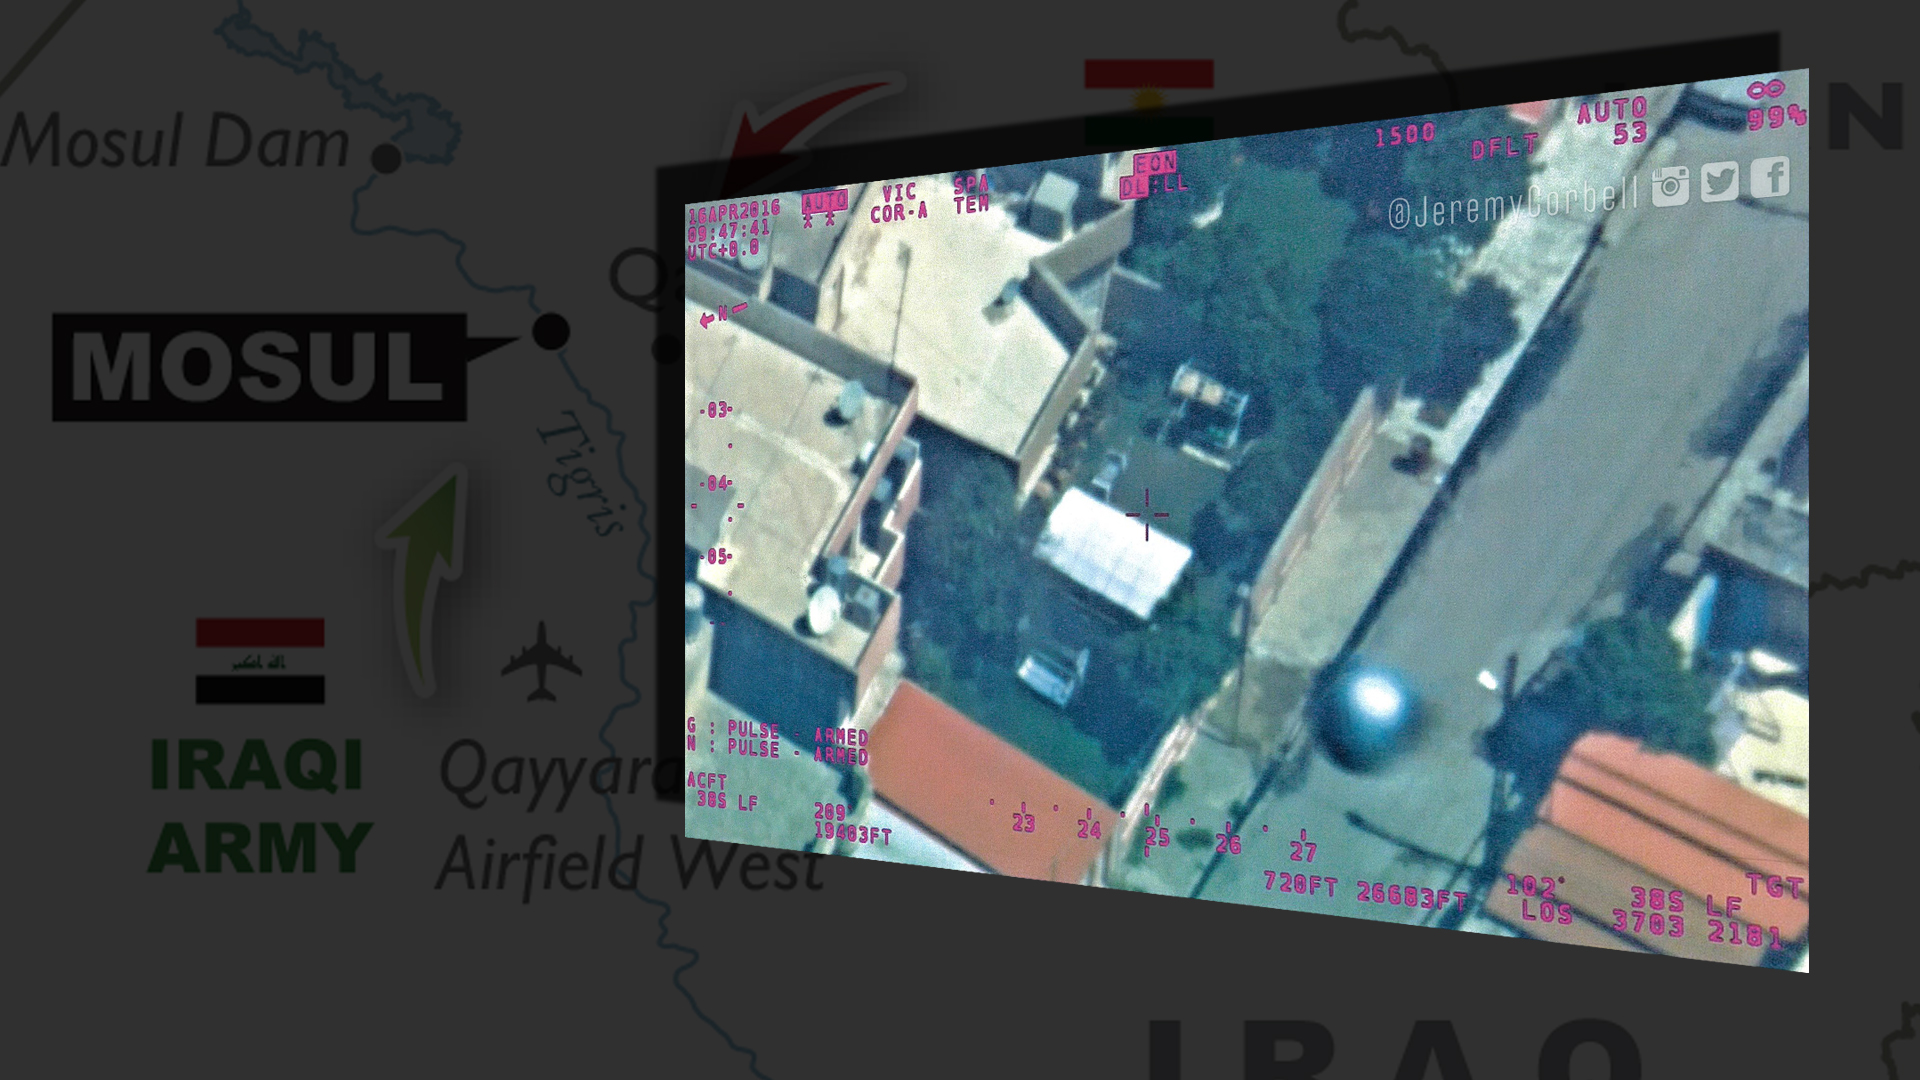 Mosul Dam
MOSUL
Tigris
الله اكبر
IRAQI
ARMY
Qayyara
Airfield West
IRAQ
N
16APR2016
09:47:41
UTC+0.0
AUTO
VIC
COR-A
SPA
TEM
EON
1500
DFLT
AUTO
53
99%
@JeremyCorbell
N
-03-
-04-
-05-
G : PULSE - ARMED
N : PULSE - ARMED
ACFT
38S LF
209
19403FT
23 24 25 26 27
720FT 26683FT
102°
LOS
TGT
38S LF
3703 2181